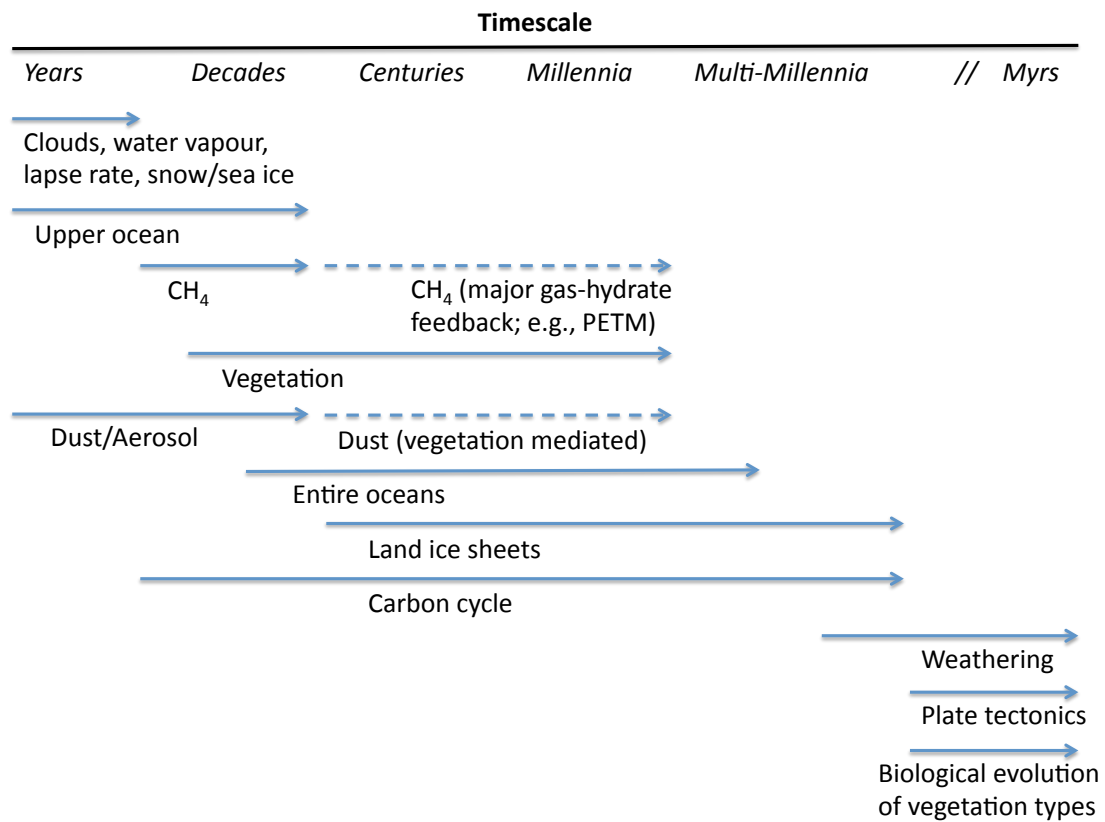 Timescale
Years Decades Centuries Millennia Multi-Millennia // Myrs
Clouds, water vapour,
lapse rate, snow/sea ice
Upper ocean
CH₄
CH₄ (major gas-hydrate
feedback; e.g., PETM)
Vegetation
Dust/Aerosol
Dust (vegetation mediated)
Entire oceans
Land ice sheets
Carbon cycle
Weathering
Plate tectonics
Biological evolution
of vegetation types